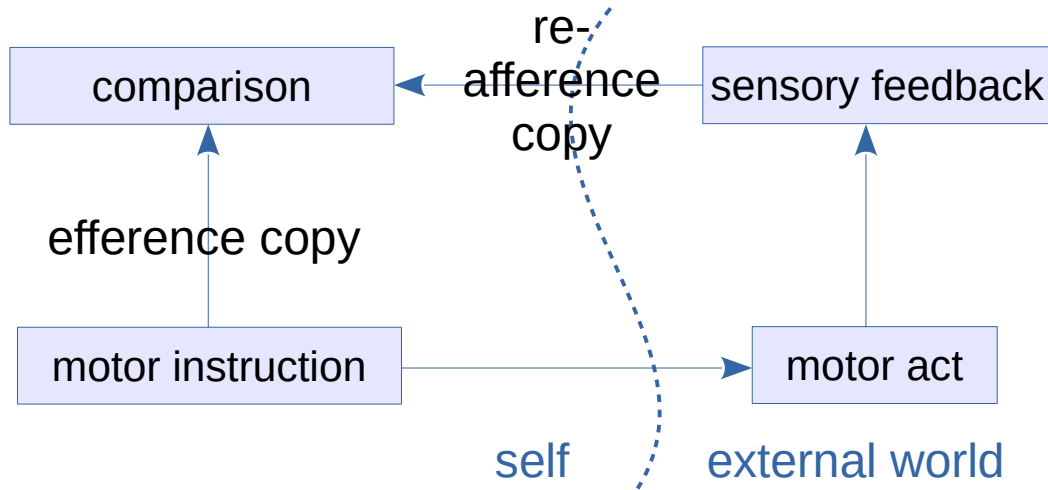 re-
afference
copy
comparison
sensory feedback
efference copy
motor instruction
motor act
self
external world